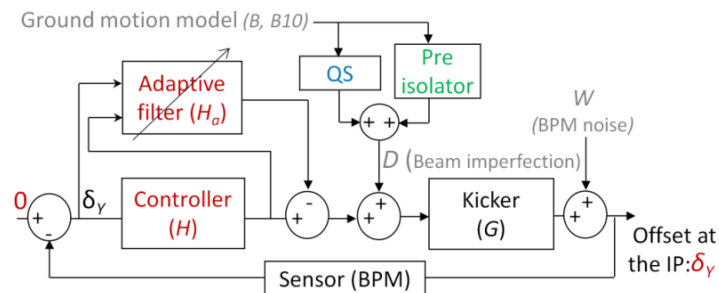 Ground motion model (B, B10)
QS
Pre
isolator
Adaptive
filter (Hₐ)
+ +
W
(BPM noise)
D (Beam imperfection)
0
+
-
δY
Controller
(H)
-
+
+
+
Kicker
(G)
+
+
Offset at
the IP:δY
Sensor (BPM)